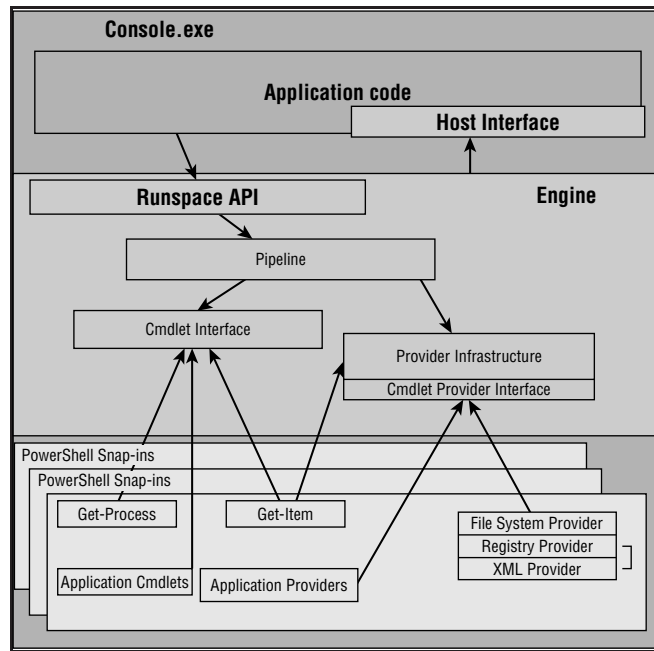 Console.exe
Application code
Host Interface
Runspace API
Engine
Pipeline
Cmdlet Interface
Provider Infrastructure
Cmdlet Provider Interface
PowerShell Snap-ins
PowerShell Snap-ins
Get-Process
Get-Item
File System Provider
Registry Provider
XML Provider
Application Cmdlets
Application Providers